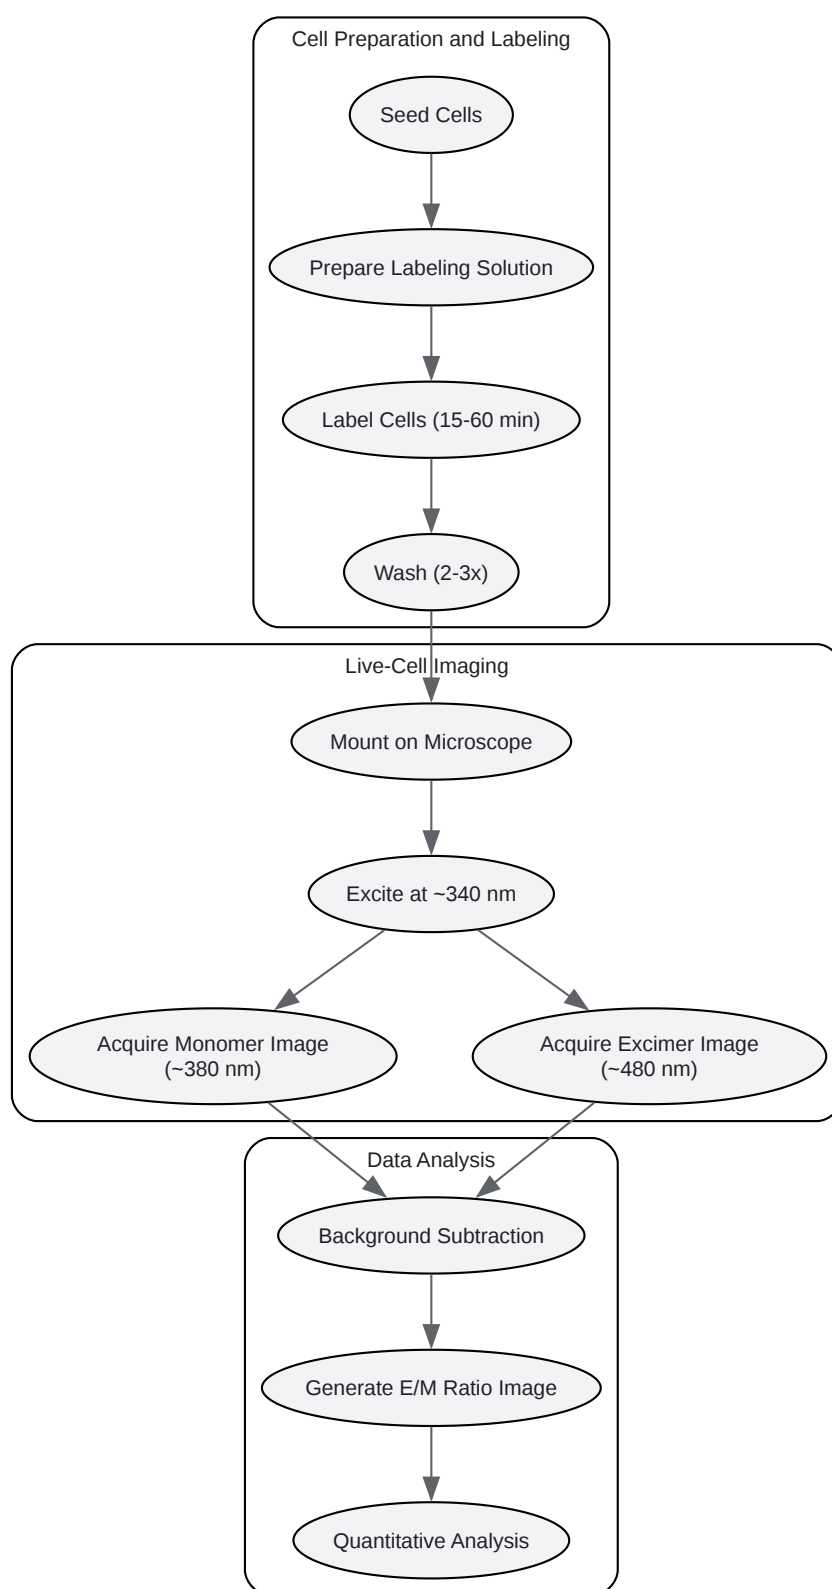 Cell Preparation and Labeling
Seed Cells
Prepare Labeling Solution
Label Cells (15-60 min)
Wash (2-3x)
Live-Cell Imaging
Mount on Microscope
Excite at ~340 nm
Acquire Monomer Image
(~380 nm)
Acquire Excimer Image
(~480 nm)
Data Analysis
Background Subtraction
Generate E/M Ratio Image
Quantitative Analysis